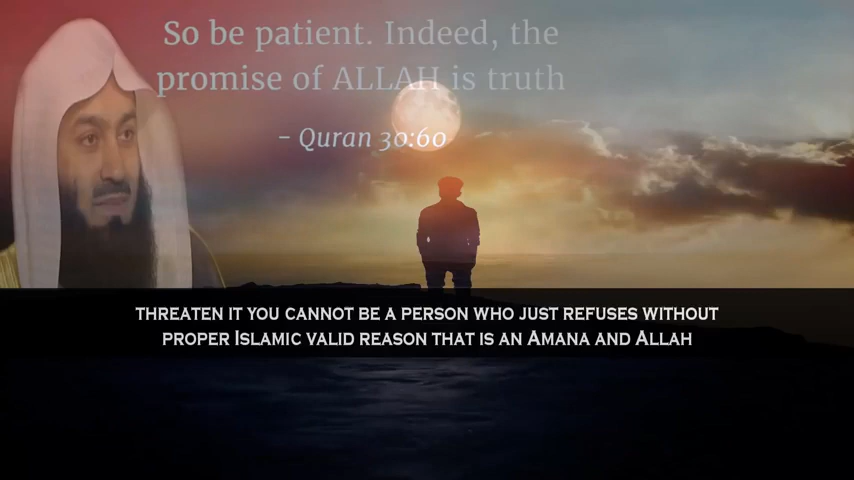 So be patient. Indeed, the
promise of ALLAH is truth
- Quran 30:60
THREATEN IT YOU CANNOT BE A PERSON WHO JUST REFUSES WITHOUT
PROPER ISLAMIC VALID REASON THAT IS AN AMANA AND ALLAH